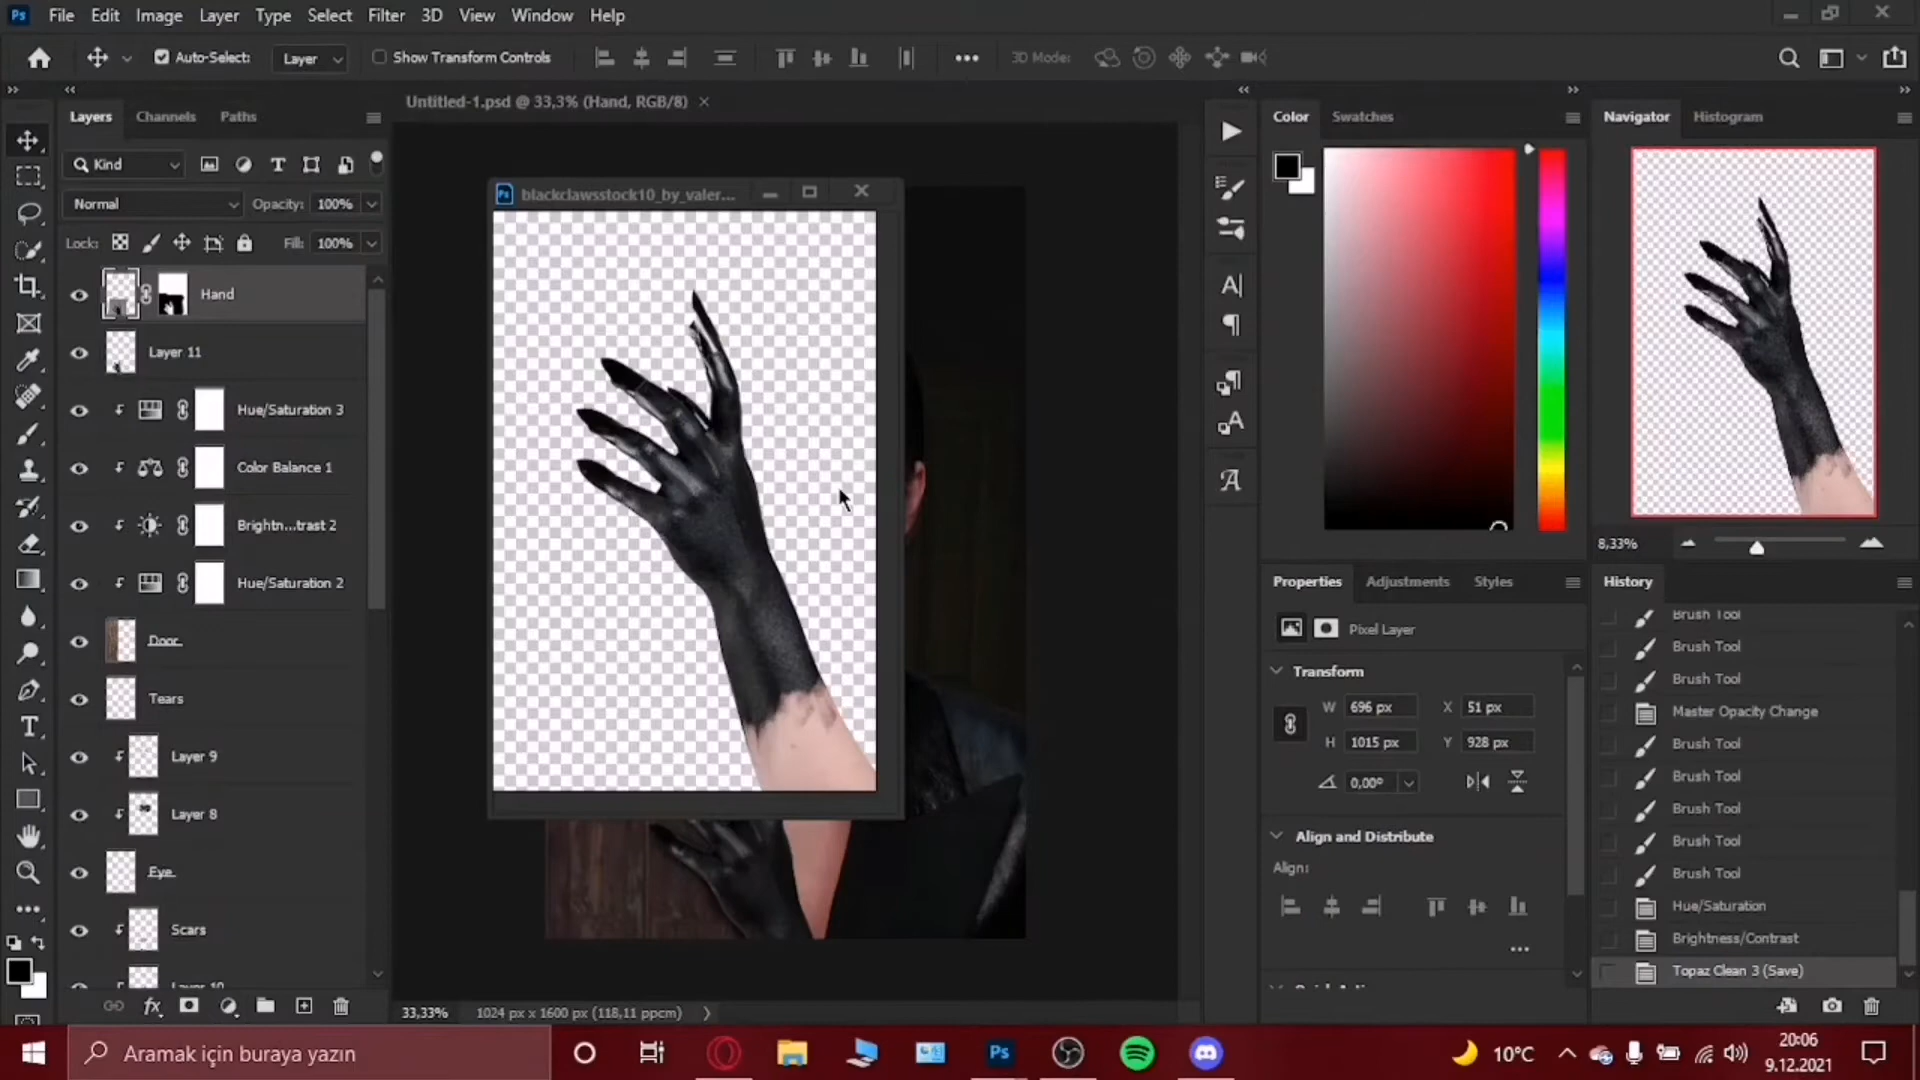 Ps File Edit Image Layer Type Select Filter 3D View Window Help
Auto-Select: Layer Show Transform Controls 3D Mode:
Layers Channels Paths
Kind
Normal Opacity: 100%
Lock: Fill: 100%
Hand
Layer 11
Hue/Saturation 3
Color Balance 1
Brightn...trast 2
Hue/Saturation 2
Door
Tears
Layer 9
Layer 8
Eye
Scars
Layer 10
Untitled-1.psd @ 33,3% (Hand, RGB/8) ×
Ps blackclawsstock10_by_valer...
33,33% 1024 px x 1600 px (118,11 ppcm)
Color Swatches
Navigator Histogram
8,33%
Properties Adjustments Styles
Pixel Layer
Transform
W 696 px X 51 px
H 1015 px Y 928 px
0,00°
Align and Distribute
Align:
History
Brush Tool
Brush Tool
Brush Tool
Master Opacity Change
Brush Tool
Brush Tool
Brush Tool
Brush Tool
Brush Tool
Hue/Saturation
Brightness/Contrast
Topaz Clean 3 (Save)
Aramak için buraya yazın
Ps
10°C
20:06
9.12.2021